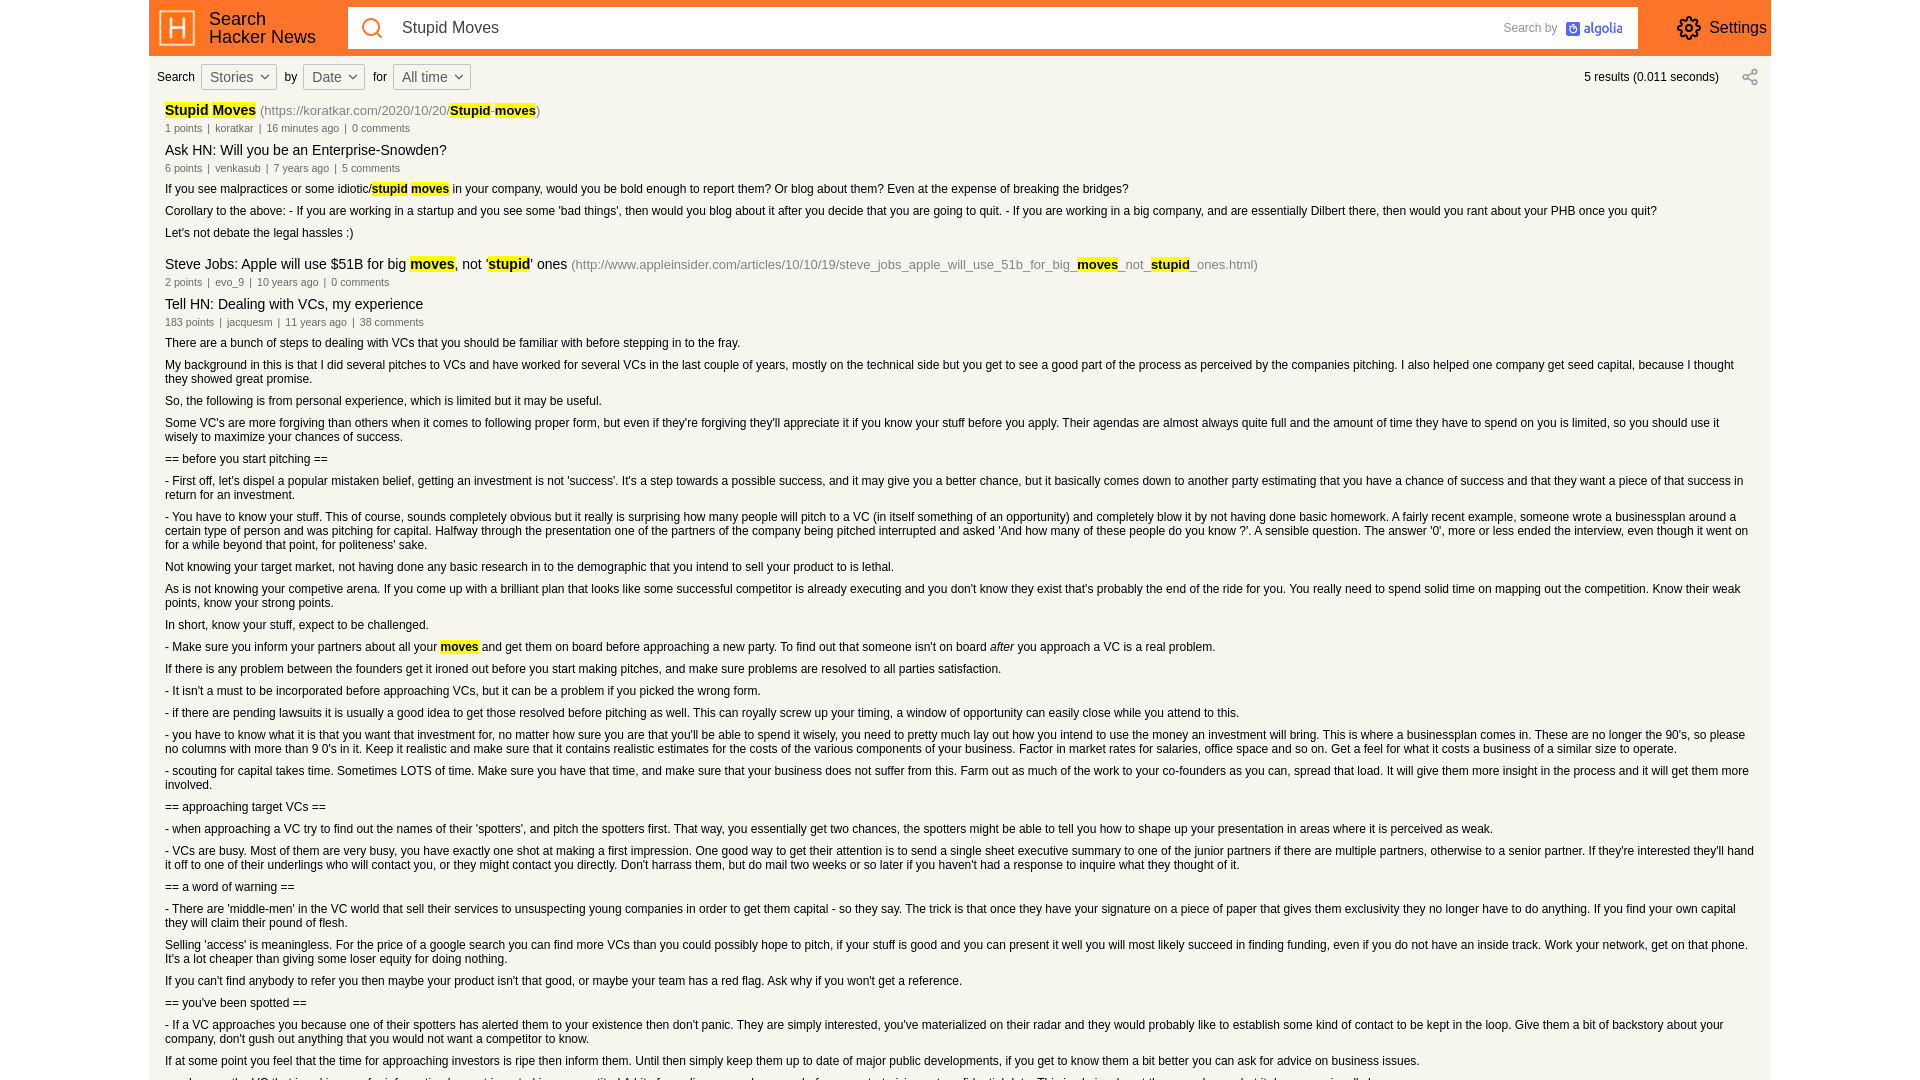 Search
Hacker News
Stupid Moves
Search by algolia
Settings
Search Stories by Date for All time
5 results (0.011 seconds)
Stupid Moves (https://koratkar.com/2020/10/20/Stupid-moves)
1 points | koratkar | 16 minutes ago | 0 comments
Ask HN: Will you be an Enterprise-Snowden?
6 points | venkasub | 7 years ago | 5 comments
If you see malpractices or some idiotic/stupid moves in your company, would you be bold enough to report them? Or blog about them? Even at the expense of breaking the bridges?
Corollary to the above: - If you are working in a startup and you see some 'bad things', then would you blog about it after you decide that you are going to quit. - If you are working in a big company, and are essentially Dilbert there, then would you rant about your PHB once you quit?
Let's not debate the legal hassles :)
Steve Jobs: Apple will use $51B for big moves, not 'stupid' ones (http://www.appleinsider.com/articles/10/10/19/steve_jobs_apple_will_use_51b_for_big_moves_not_stupid_ones.html)
2 points | evo_9 | 10 years ago | 0 comments
Tell HN: Dealing with VCs, my experience
183 points | jacquesm | 11 years ago | 38 comments
There are a bunch of steps to dealing with VCs that you should be familiar with before stepping in to the fray.
My background in this is that I did several pitches to VCs and have worked for several VCs in the last couple of years, mostly on the technical side but you get to see a good part of the process as perceived by the companies pitching. I also helped one company get seed capital, because I thought
they showed great promise.
So, the following is from personal experience, which is limited but it may be useful.
Some VC's are more forgiving than others when it comes to following proper form, but even if they're forgiving they'll appreciate it if you know your stuff before you apply. Their agendas are almost always quite full and the amount of time they have to spend on you is limited, so you should use it
wisely to maximize your chances of success.
== before you start pitching ==
- First off, let's dispel a popular mistaken belief, getting an investment is not 'success'. It's a step towards a possible success, and it may give you a better chance, but it basically comes down to another party estimating that you have a chance of success and that they want a piece of that success in
return for an investment.
- You have to know your stuff. This of course, sounds completely obvious but it really is surprising how many people will pitch to a VC (in itself something of an opportunity) and completely blow it by not having done basic homework. A fairly recent example, someone wrote a businessplan around a
certain type of person and was pitching for capital. Halfway through the presentation one of the partners of the company being pitched interrupted and asked 'And how many of these people do you know ?'. A sensible question. The answer '0', more or less ended the interview, even though it went on
for a while beyond that point, for politeness' sake.
Not knowing your target market, not having done any basic research in to the demographic that you intend to sell your product to is lethal.
As is not knowing your competive arena. If you come up with a brilliant plan that looks like some successful competitor is already executing and you don't know they exist that's probably the end of the ride for you. You really need to spend solid time on mapping out the competition. Know their weak
points, know your strong points.
In short, know your stuff, expect to be challenged.
- Make sure you inform your partners about all your moves and get them on board before approaching a new party. To find out that someone isn't on board after you approach a VC is a real problem.
If there is any problem between the founders get it ironed out before you start making pitches, and make sure problems are resolved to all parties satisfaction.
- It isn't a must to be incorporated before approaching VCs, but it can be a problem if you picked the wrong form.
- if there are pending lawsuits it is usually a good idea to get those resolved before pitching as well. This can royally screw up your timing, a window of opportunity can easily close while you attend to this.
- you have to know what it is that you want that investment for, no matter how sure you are that you'll be able to spend it wisely, you need to pretty much lay out how you intend to use the money an investment will bring. This is where a businessplan comes in. These are no longer the 90's, so please
no columns with more than 9 0's in it. Keep it realistic and make sure that it contains realistic estimates for the costs of the various components of your business. Factor in market rates for salaries, office space and so on. Get a feel for what it costs a business of a similar size to operate.
- scouting for capital takes time. Sometimes LOTS of time. Make sure you have that time, and make sure that your business does not suffer from this. Farm out as much of the work to your co-founders as you can, spread that load. It will give them more insight in the process and it will get them more
involved.
== approaching target VCs ==
- when approaching a VC try to find out the names of their 'spotters', and pitch the spotters first. That way, you essentially get two chances, the spotters might be able to tell you how to shape up your presentation in areas where it is perceived as weak.
- VCs are busy. Most of them are very busy, you have exactly one shot at making a first impression. One good way to get their attention is to send a single sheet executive summary to one of the junior partners if there are multiple partners, otherwise to a senior partner. If they're interested they'll hand
it off to one of their underlings who will contact you, or they might contact you directly. Don't harrass them, but do mail two weeks or so later if you haven't had a response to inquire what they thought of it.
== a word of warning ==
- There are 'middle-men' in the VC world that sell their services to unsuspecting young companies in order to get them capital - so they say. The trick is that once they have your signature on a piece of paper that gives them exclusivity they no longer have to do anything. If you find your own capital
they will claim their pound of flesh.
Selling 'access' is meaningless. For the price of a google search you can find more VCs than you could possibly hope to pitch, if your stuff is good and you can present it well you will most likely succeed in finding funding, even if you do not have an inside track. Work your network, get on that phone.
It's a lot cheaper than giving some loser equity for doing nothing.
If you can't find anybody to refer you then maybe your product isn't that good, or maybe your team has a red flag. Ask why if you won't get a reference.
== you've been spotted ==
- If a VC approaches you because one of their spotters has alerted them to your existence then don't panic. They are simply interested, you've materialized on their radar and they would probably like to establish some kind of contact to be kept in the loop. Give them a bit of backstory about your
company, don't gush out anything that you would not want a competitor to know.
If at some point you feel that the time for approaching investors is ripe then inform them. Until then simply keep them up to date of major public developments, if you get to know them a bit better you can ask for advice on business issues.